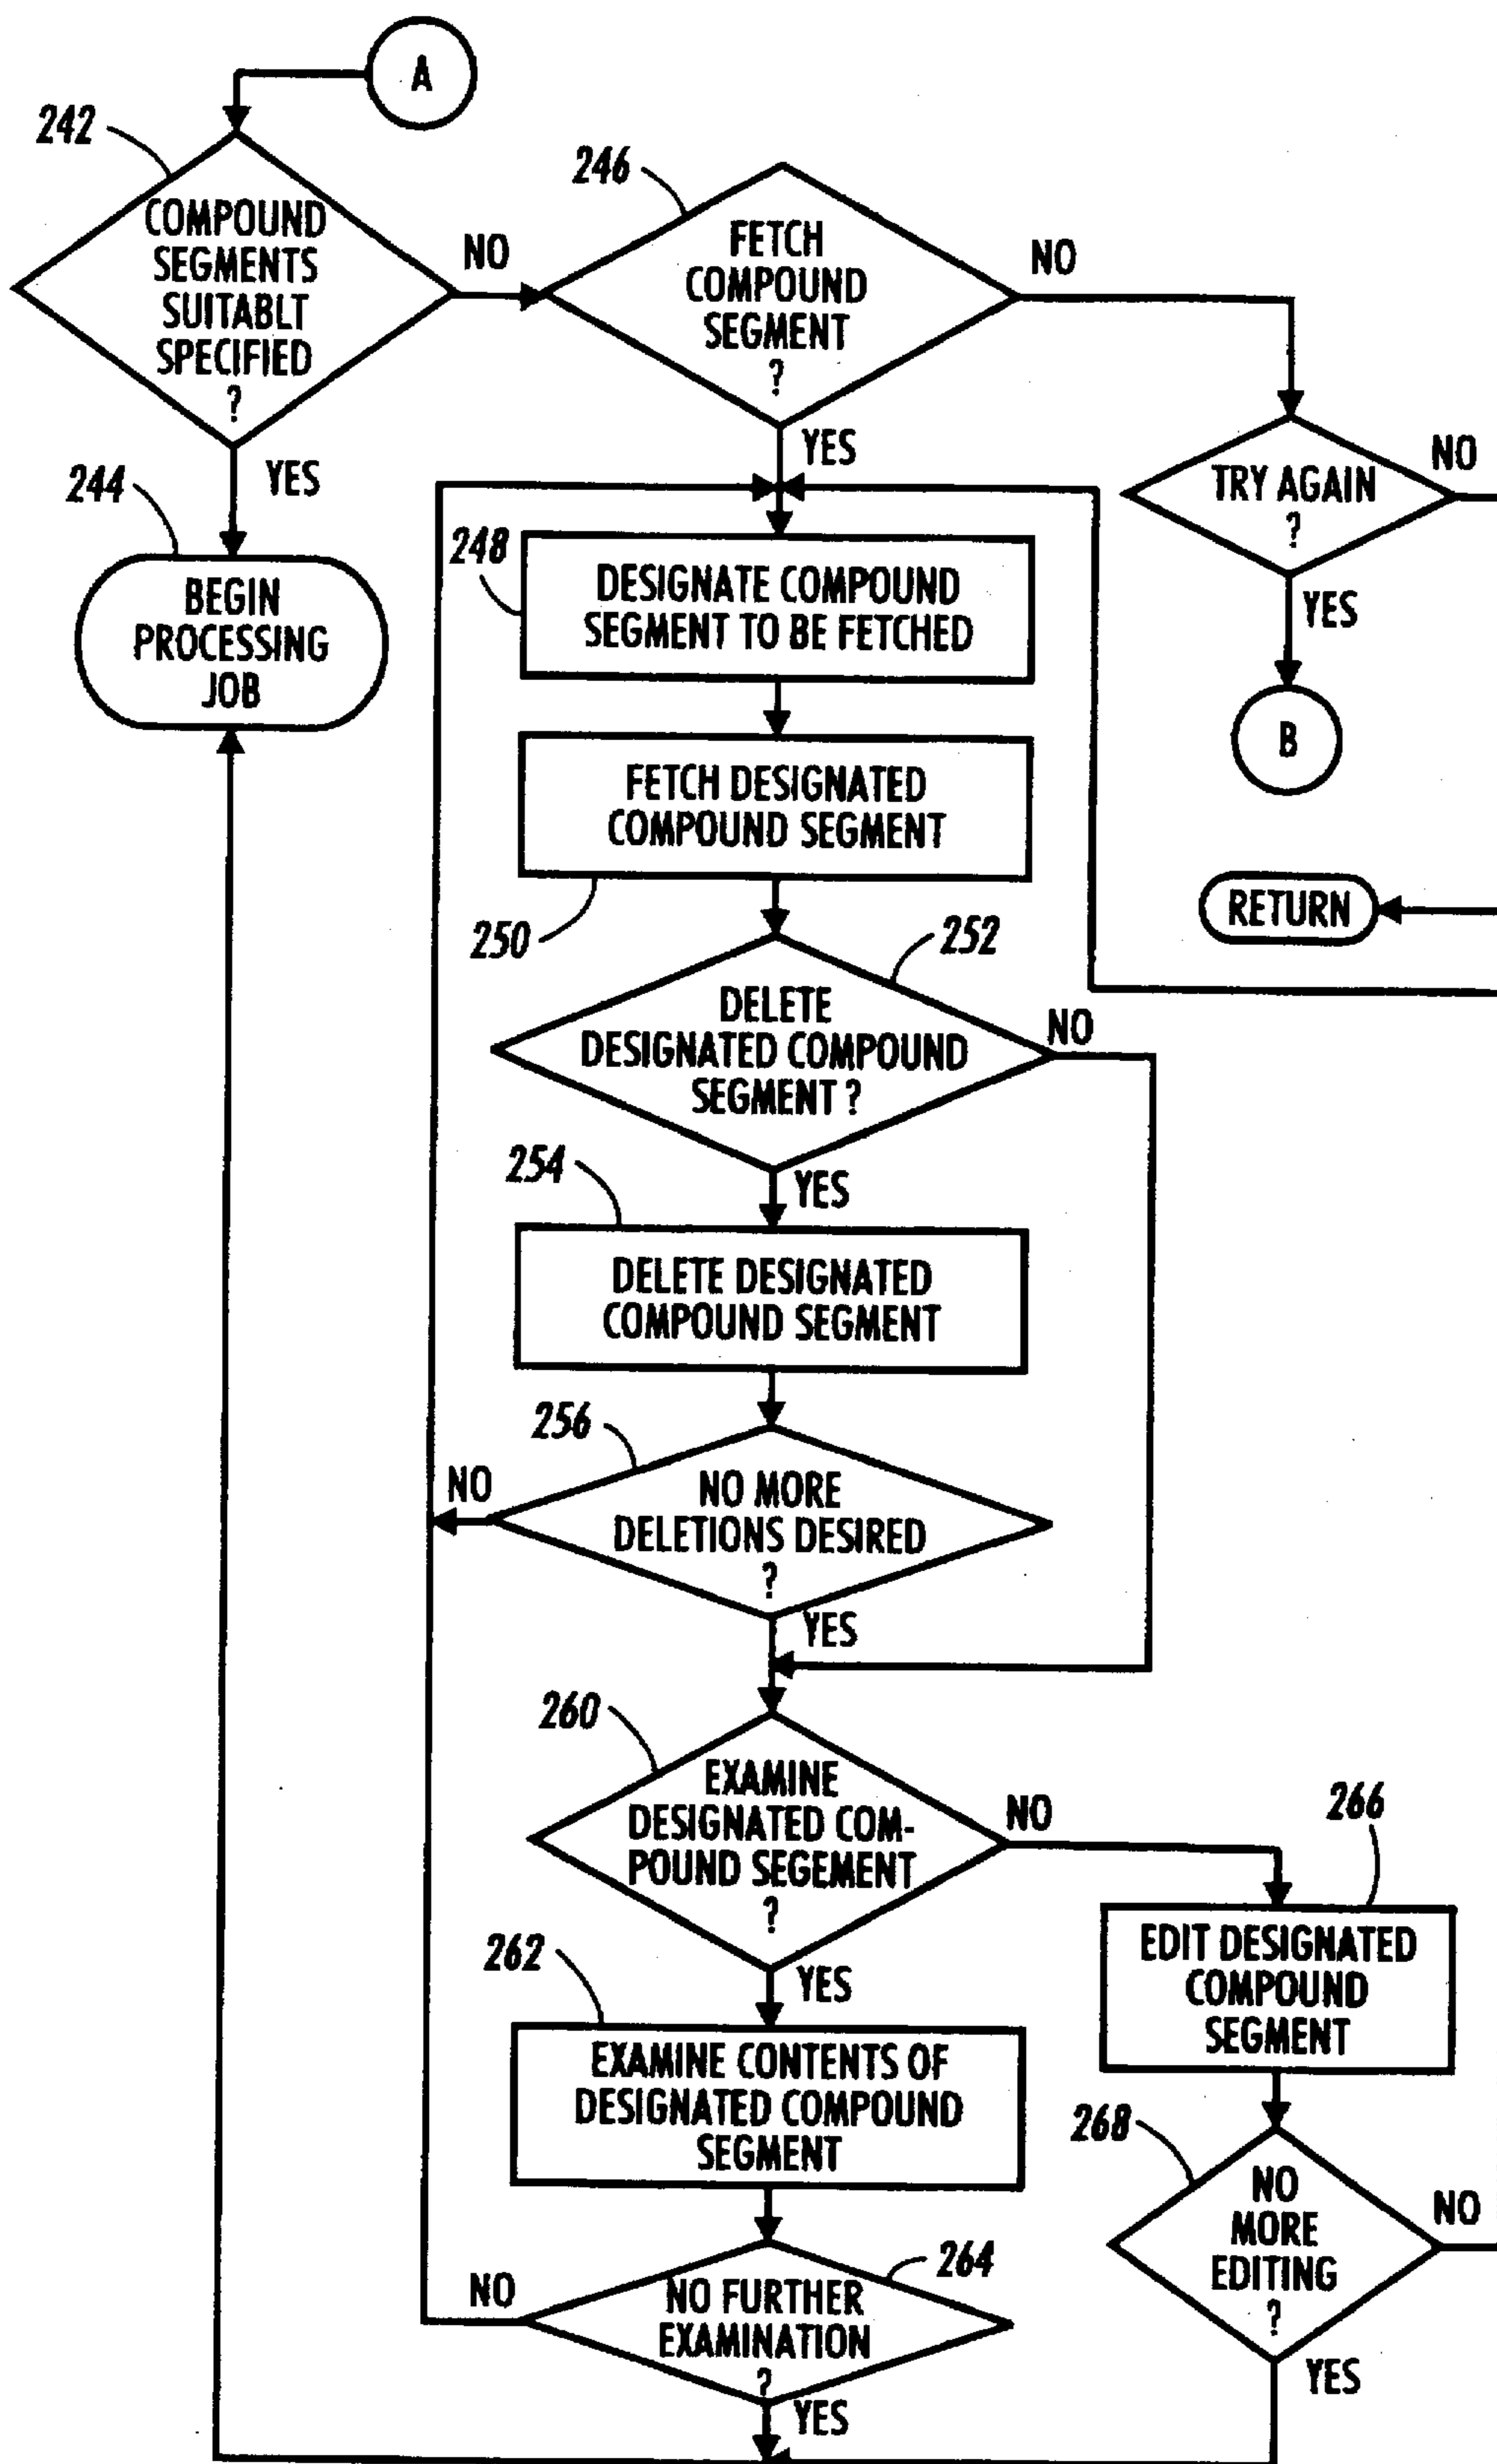 A
242
COMPOUND
SEGMENTS
SUITABLT
SPECIFIED
?
NO
YES
246
FETCH
COMPOUND
SEGMENT
?
NO
YES
TRY AGAIN
?
NO
YES
B
RETURN
244
BEGIN
PROCESSING
JOB
248
DESIGNATE COMPOUND
SEGMENT TO BE FETCHED
FETCH DESIGNATED
COMPOUND SEGMENT
250
252
DELETE
DESIGNATED COMPOUND
SEGMENT ?
NO
YES
254
DELETE DESIGNATED
COMPOUND SEGMENT
256
NO MORE
DELETIONS DESIRED
?
NO
YES
260
EXAMINE
DESIGNATED COM-
POUND SEGEMENT
?
NO
YES
262
EXAMINE CONTENTS OF
DESIGNATED COMPOUND
SEGMENT
264
NO FURTHER
EXAMINATION
?
NO
YES
266
EDIT DESIGNATED
COMPOUND
SEGMENT
268
NO
MORE
EDITING
?
NO
YES